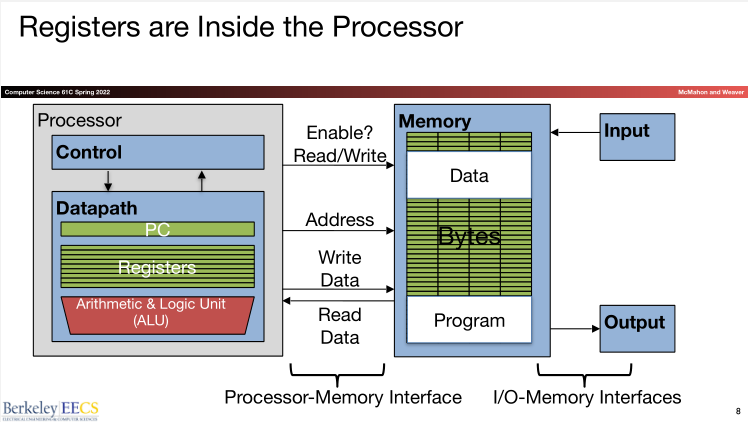 Registers are Inside the Processor
Computer Science 61C Spring 2022
McMahon and Weaver
Processor
Control
Datapath
PC
Registers
Arithmetic & Logic Unit
(ALU)
Enable?
Read/Write
Address
Write
Data
Read
Data
Memory
Data
Bytes
Program
Input
Output
Processor-Memory Interface
I/O-Memory Interfaces
Berkeley EECS
ELECTRICAL ENGINEERING & COMPUTER SCIENCES
8